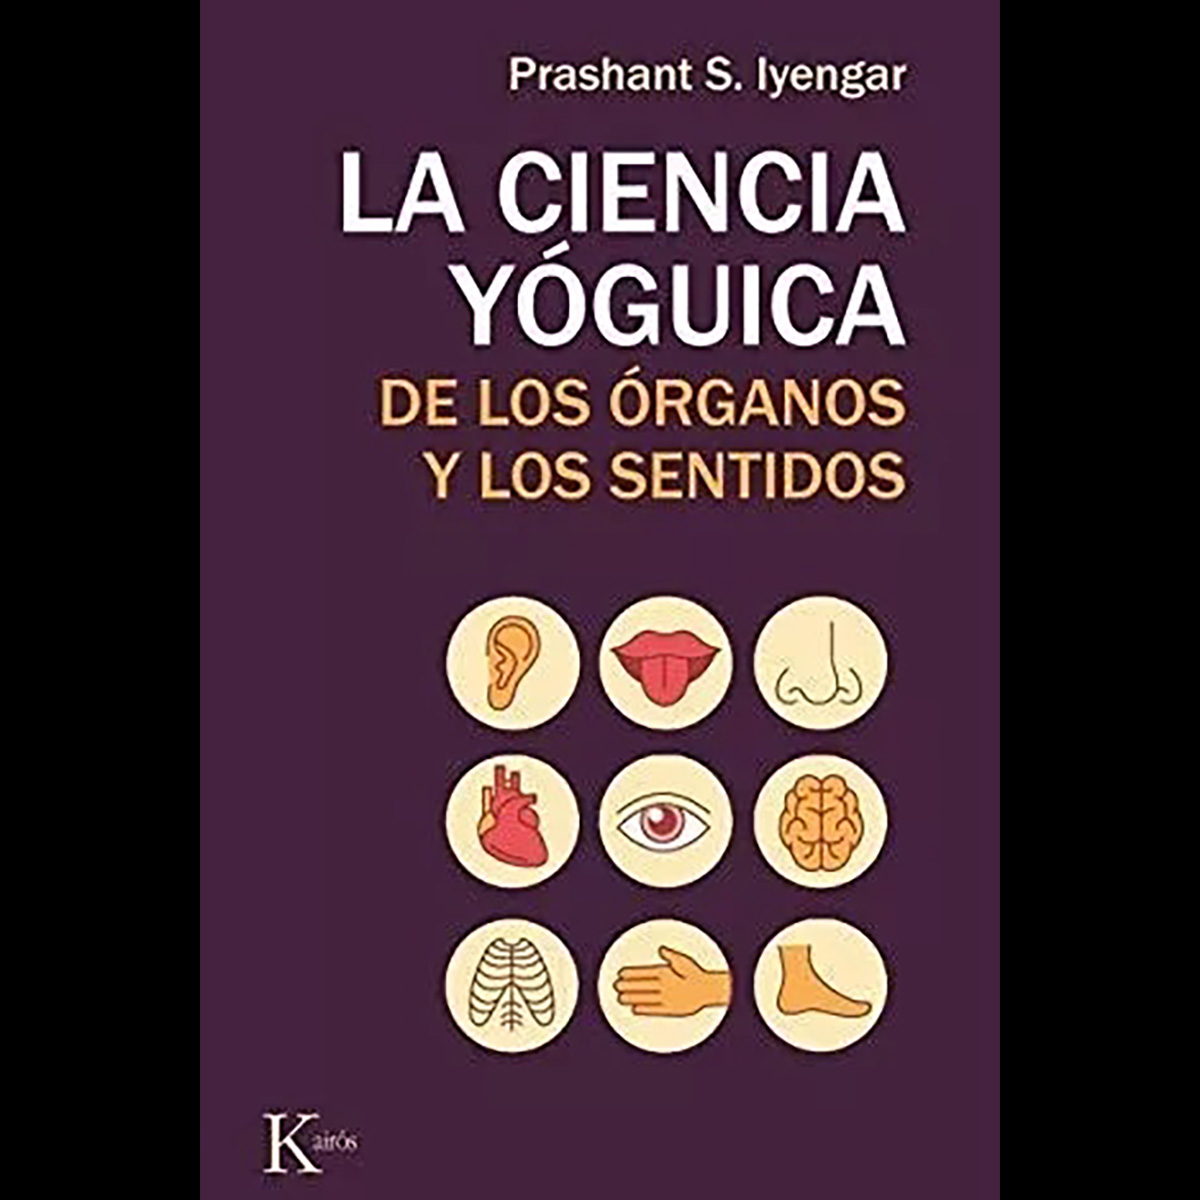 Prashant S. Iyengar
LA CIENCIA
YÓGUICA
DE LOS ÓRGANOS
Y LOS SENTIDOS
Kairós